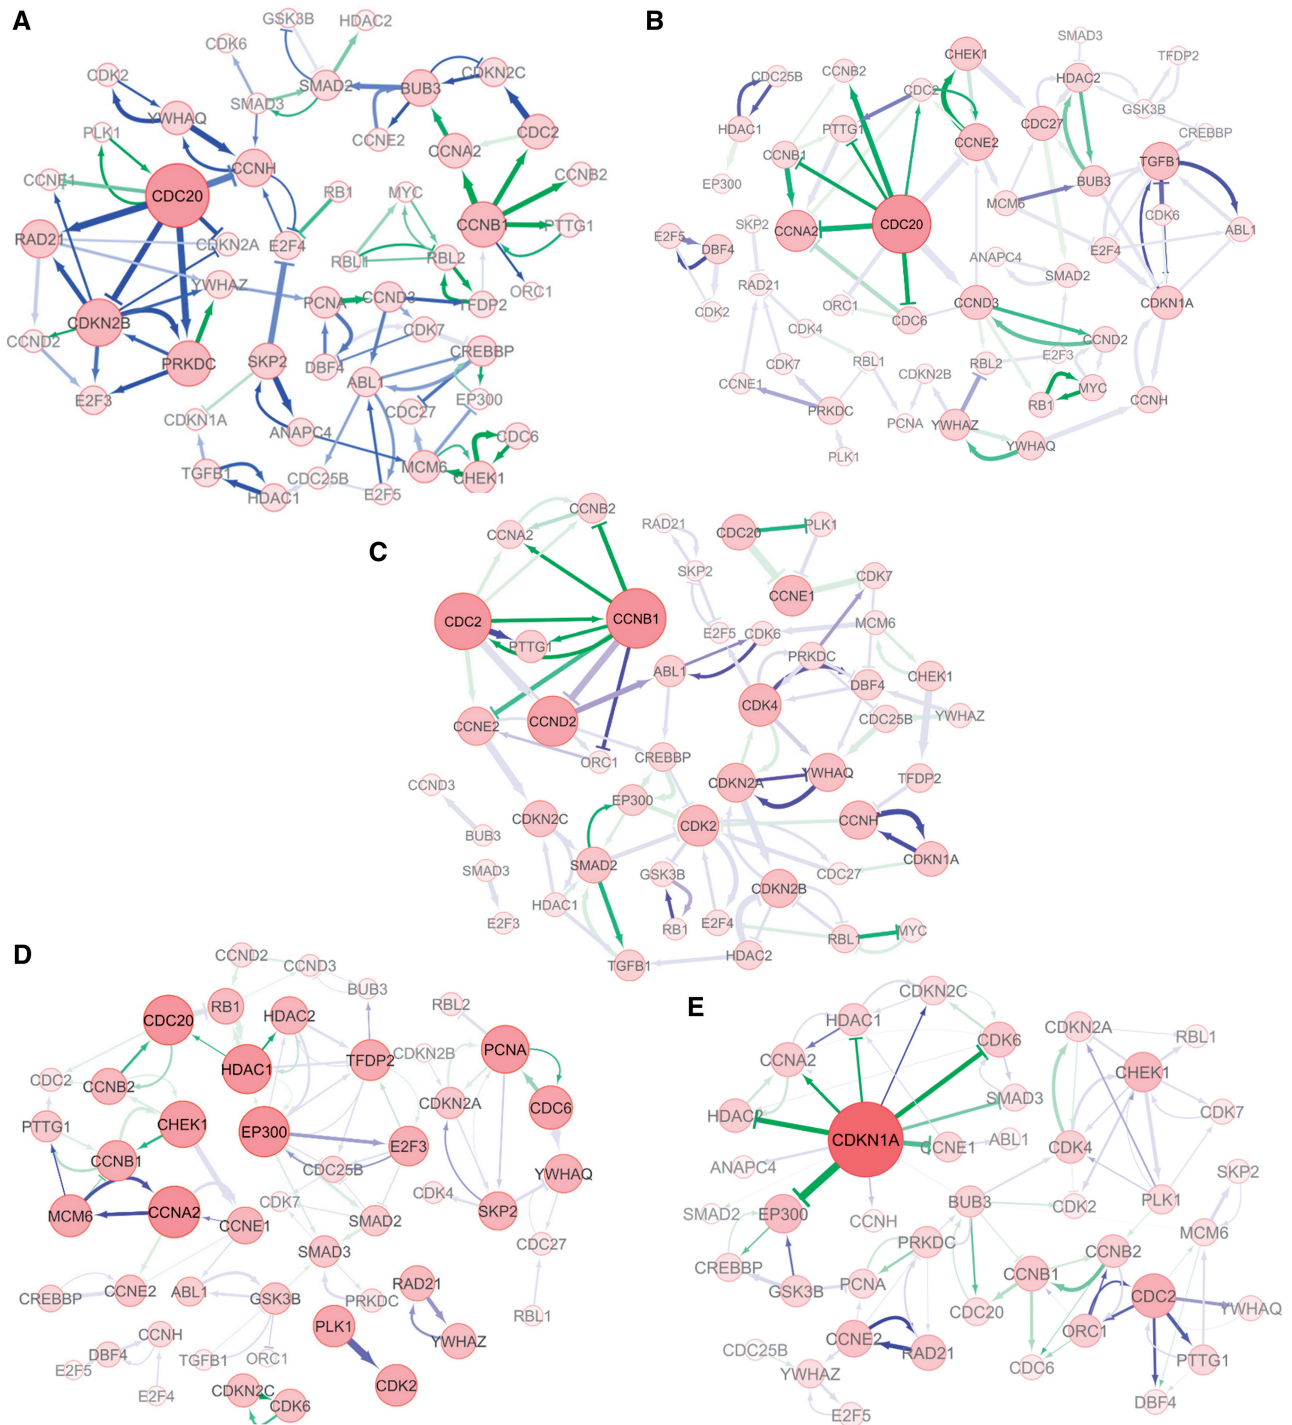 A
GSK3B
HDAC2
CDK6
CDK2
SMAD2
BUB3
CDKN2C
SMAD3
YWHAQ
PLK1
CCNE2
CDC2
CCNA2
CCNH
CCNE1
CDC20
RB1
MYC
CCNB2
CCNB1
PTTG1
RAD21
CDKN2A
E2F4
RBL1
RBL2
YWHAZ
ORC1
PCNA
CCND3
TFDP2
CDKN2B
CDK7
CCND2
PRKDC
SKP2
DBF4
CREBBP
ABL1
E2F3
CDKN1A
CDC27
EP300
ANAPC4
CDC6
TGFB1
MCM6
CHEK1
HDAC1
CDC25B
E2F5
B
SMAD3
CHEK1
TFDP2
CDC25B
CCNB2
CDC2
HDAC2
GSK3B
HDAC1
PTTG1
CCNE2
CDC27
CREBBP
CCNB1
TGFB1
EP300
BUB3
MCM6
CDK6
SKP2
CCNA2
CDC20
ABL1
E2F5
DBF4
E2F4
ANAPC4
SMAD2
RAD21
ORC1
CCND3
CDKN1A
CDK2
CDC6
CDK4
CCND2
E2F3
CDK7
RBL1
RBL2
CCNE1
CDKN2B
MYC
RB1
CCNH
PRKDC
PCNA
YWHAZ
YWHAQ
PLK1
C
CCNB2
RAD21
CDC20
PLK1
CCNA2
SKP2
CDK7
CCNE1
CDC2
CCNB1
E2F5
CDK6
MCM6
PTTG1
PRKDC
ABL1
DBF4
CHEK1
CDK4
CCND2
CCNE2
CDC25B
YWHAZ
ORC1
CREBBP
CDKN2A
YWHAQ
TFDP2
CCND3
EP300
CDKN2C
CDK2
CCNH
BUB3
SMAD2
CDKN1A
SMAD3
GSK3B
CDC27
CDKN2B
HDAC1
E2F3
RB1
E2F4
RBL1
MYC
TGFB1
HDAC2
D
CCND2
CCND3
BUB3
RB1
CDC20
HDAC2
RBL2
PCNA
TFDP2
CDKN2B
HDAC1
CDC2
CCNB2
CDKN2A
CDC6
PTTG1
CHEK1
EP300
E2F3
CCNB1
CDC25B
YWHAQ
CDK4
CDK7
MCM6
CCNA2
CCNE1
SMAD2
SKP2
SMAD3
CDC27
CREBBP
CCNE2
ABL1
GSK3B
RAD21
PRKDC
RBL1
PLK1
CCNH
YWHAZ
DBF4
TGFB1
ORC1
E2F5
E2F4
CDKN2C
CDK6
CDK2
E
CDKN2C
HDAC1
CDKN2A
RBL1
CDK6
CCNA2
CHEK1
SMAD3
HDAC2
CDK7
CDKN1A
CCNE1
ABL1
CDK4
ANAPC4
SKP2
BUB3
PLK1
SMAD2
EP300
CCNH
CDK2
MCM6
PRKDC
CCNB2
CREBBP
GSK3B
PCNA
CCNB1
CDC2
CDC20
YWHAQ
ORC1
CCNE2
RAD21
CDC25B
CDC6
PTTG1
YWHAZ
DBF4
E2F5